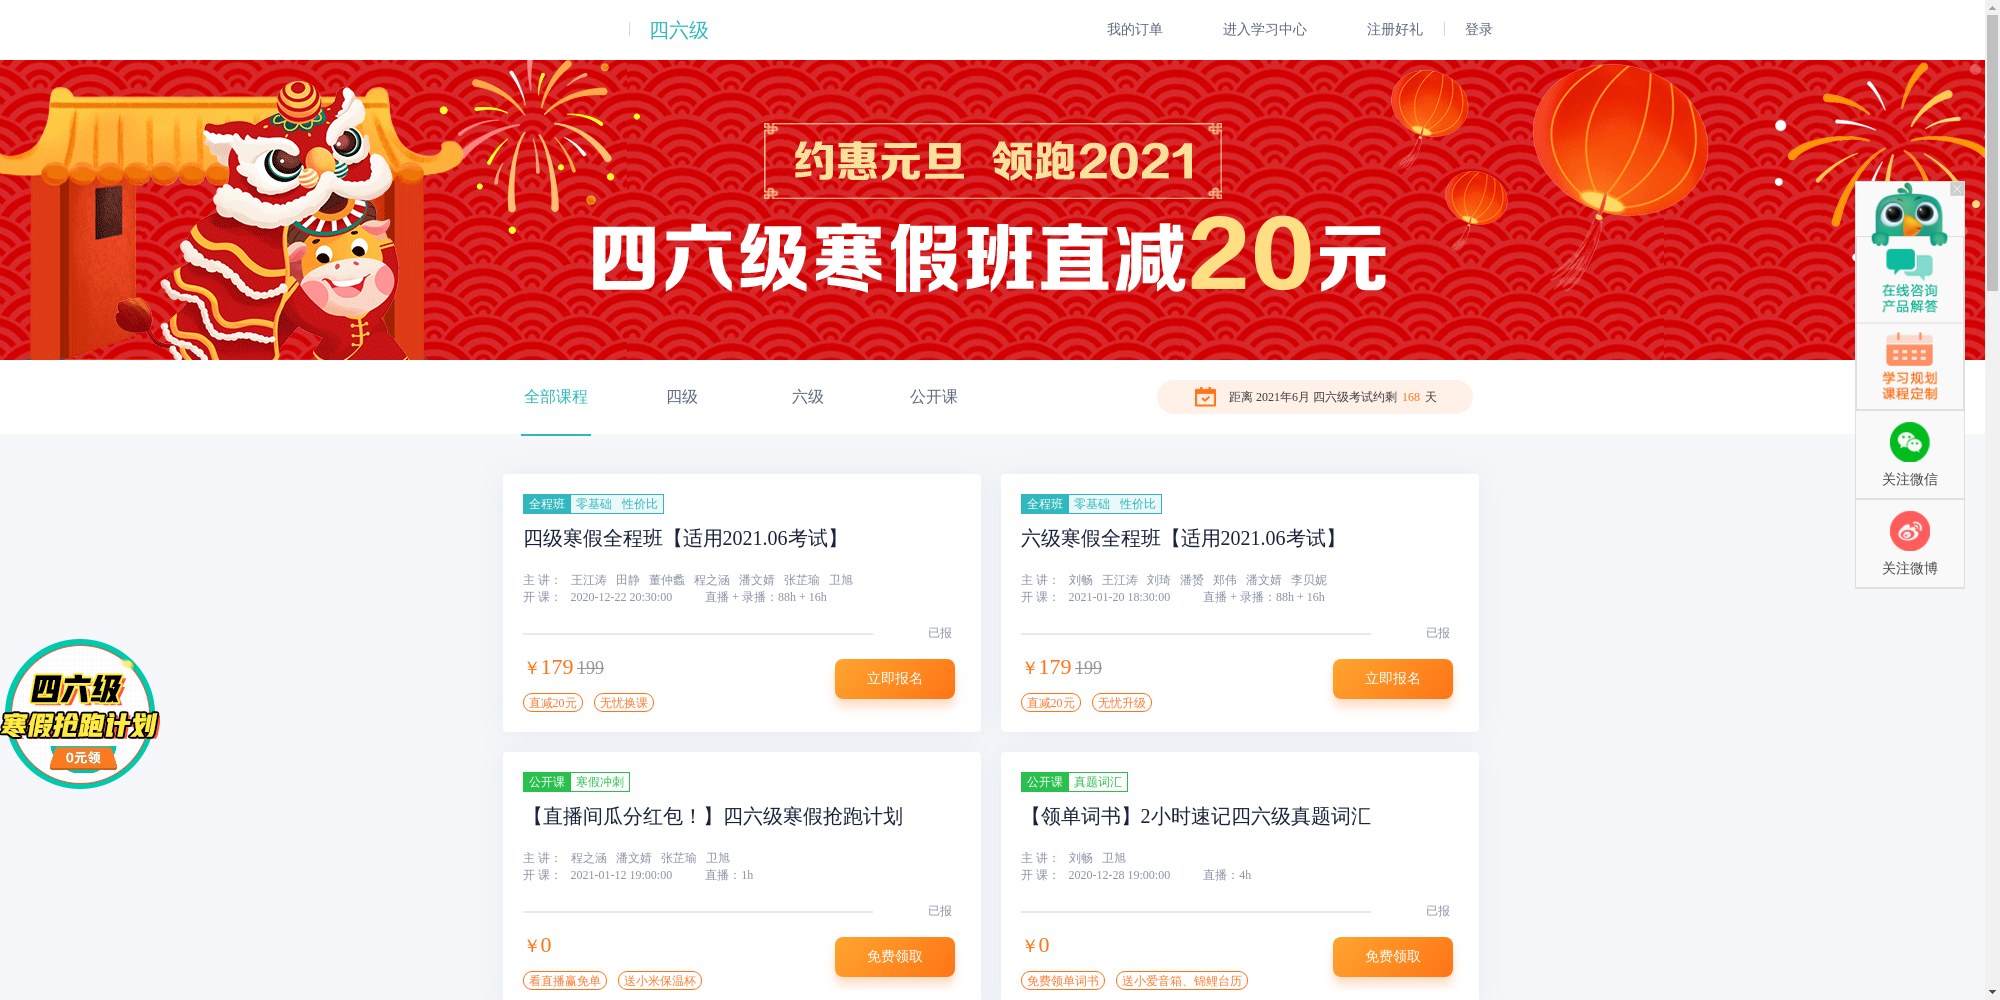 四六级
我的订单
进入学习中心
注册好礼
登录
约惠元旦 领跑2021
四六级寒假班直减20元
在线咨询
产品解答
学习规划
课程定制
关注微信
关注微博
全部课程
四级
六级
公开课
距离 2021年6月 四六级考试约剩 168 天
全程班 零基础 性价比
四级寒假全程班【适用2021.06考试】
主 讲： 王江涛 田静 董仲蠡 程之涵 潘文婧 张芷瑜 卫旭
开 课： 2020-12-22 20:30:00 直播 + 录播：88h + 16h
已报
￥179 199
立即报名
直减20元 无忧换课
全程班 零基础 性价比
六级寒假全程班【适用2021.06考试】
主 讲： 刘畅 王江涛 刘琦 潘赟 郑伟 潘文婧 李贝妮
开 课： 2021-01-20 18:30:00 直播 + 录播：88h + 16h
已报
￥179 199
立即报名
直减20元 无忧升级
四六级
寒假抢跑计划
0元领
公开课 寒假冲刺
【直播间瓜分红包！】四六级寒假抢跑计划
主 讲： 程之涵 潘文婧 张芷瑜 卫旭
开 课： 2021-01-12 19:00:00 直播：1h
已报
￥0
免费领取
看直播赢免单 送小米保温杯
公开课 真题词汇
【领单词书】2小时速记四六级真题词汇
主 讲： 刘畅 卫旭
开 课： 2020-12-28 19:00:00 直播：4h
已报
￥0
免费领取
免费领单词书 送小爱音箱、锦鲤台历